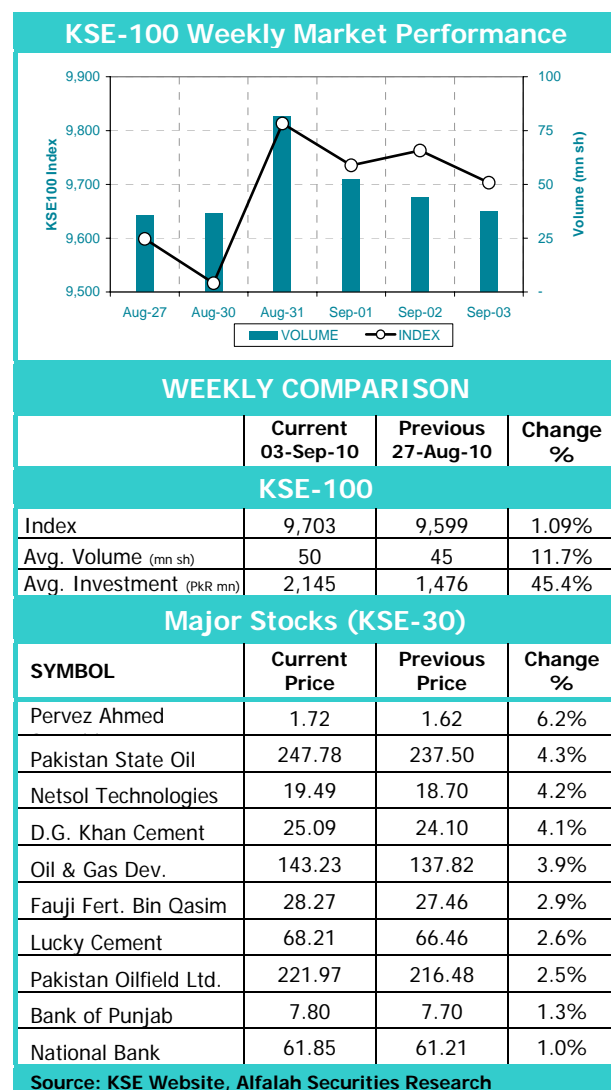 KSE-100 Weekly Market Performance
9,900
9,800
9,700
9,600
9,500
KSE100 Index
100
75
50
25
-
Volume (mn sh)
Aug-27 Aug-30 Aug-31 Sep-01 Sep-02 Sep-03
VOLUME INDEX
WEEKLY COMPARISON
Current Previous Change
03-Sep-10 27-Aug-10 %
KSE-100
Index 9,703 9,599 1.09%
Avg. Volume (mn sh) 50 45 11.7%
Avg. Investment (PkR mn) 2,145 1,476 45.4%
Major Stocks (KSE-30)
SYMBOL Current Price Previous Price Change %
Pervez Ahmed 1.72 1.62 6.2%
Pakistan State Oil 247.78 237.50 4.3%
Netsol Technologies 19.49 18.70 4.2%
D.G. Khan Cement 25.09 24.10 4.1%
Oil & Gas Dev. 143.23 137.82 3.9%
Fauji Fert. Bin Qasim 28.27 27.46 2.9%
Lucky Cement 68.21 66.46 2.6%
Pakistan Oilfield Ltd. 221.97 216.48 2.5%
Bank of Punjab 7.80 7.70 1.3%
National Bank 61.85 61.21 1.0%
Source: KSE Website, Alfalah Securities Research